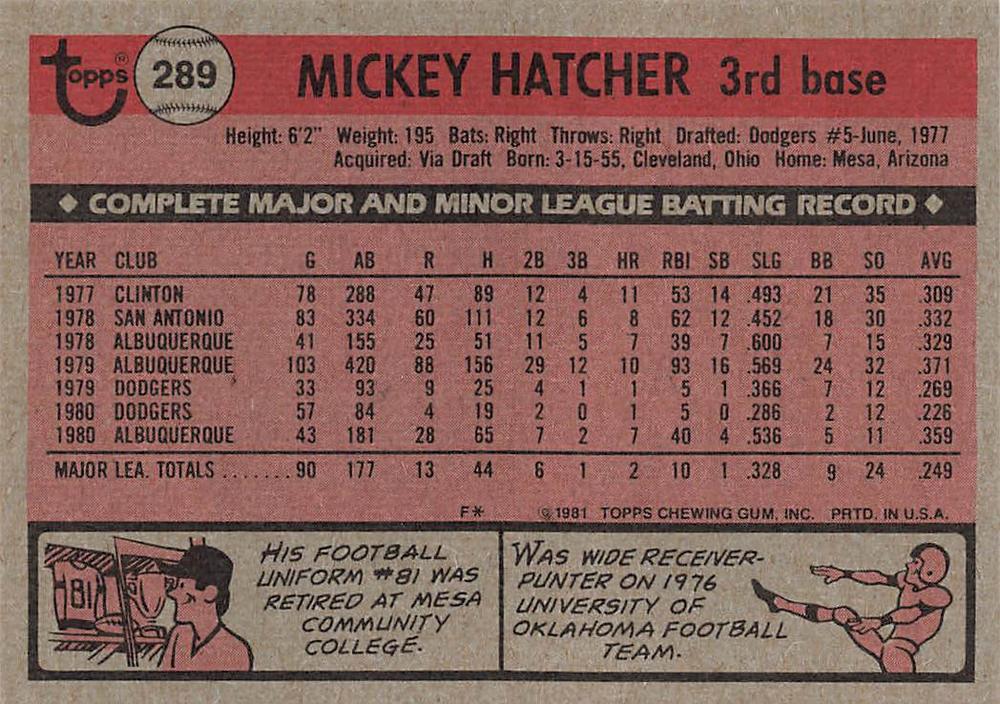 Topps® 289 MICKEY HATCHER 3rd base
Height: 6'2" Weight: 195 Bats: Right Throws: Right Drafted: Dodgers #5-June, 1977
Acquired: Via Draft Born: 3-15-55, Cleveland, Ohio Home: Mesa, Arizona
◆ COMPLETE MAJOR AND MINOR LEAGUE BATTING RECORD ◆
YEAR CLUB G AB R H 2B 3B HR RBI SB SLG BB SO AVG
1977 CLINTON 78 288 47 89 12 4 11 53 14 .493 21 35 .309
1978 SAN ANTONIO 83 334 60 111 12 6 8 62 12 .452 18 30 .332
1978 ALBUQUERQUE 41 155 25 51 11 5 7 39 7 .600 7 15 .329
1979 ALBUQUERQUE 103 420 88 156 29 12 10 93 16 .569 24 32 .371
1979 DODGERS 33 93 9 25 4 1 1 5 1 .366 7 12 .269
1980 DODGERS 57 84 4 19 2 0 1 5 0 .286 2 12 .226
1980 ALBUQUERQUE 43 181 28 65 7 2 7 40 4 .536 5 11 .359
MAJOR LEA. TOTALS .......90 177 13 44 6 1 2 10 1 .328 9 24 .249
F* ©1981 TOPPS CHEWING GUM, INC. PRTD. IN U.S.A.
81
HIS FOOTBALL
UNIFORM #81 WAS
RETIRED AT MESA
COMMUNITY
COLLEGE.
WAS WIDE RECEIVER-
PUNTER ON 1976
UNIVERSITY OF
OKLAHOMA FOOTBALL
TEAM.